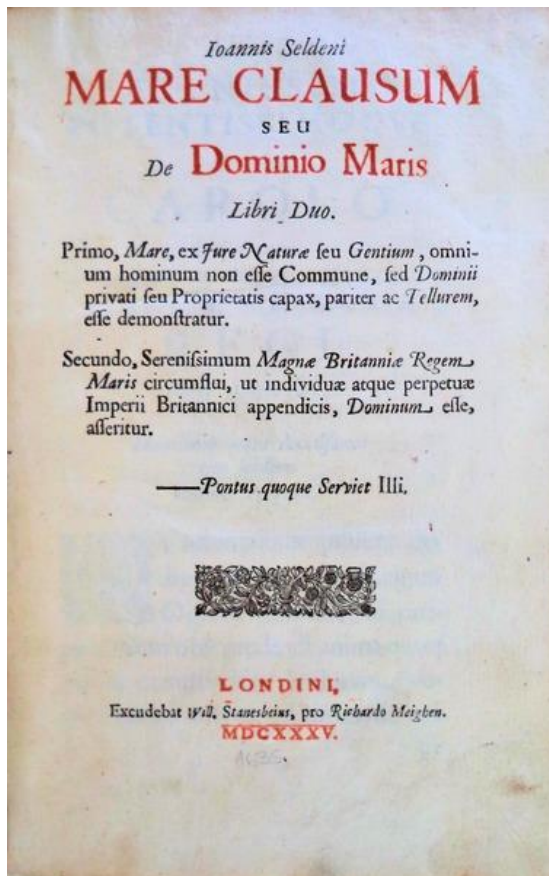 Ioannis Seldeni
MARE CLAUSUM
SEU
De Dominio Maris
Libri Duo.
Primo, Mare, ex Jure Naturæ ſeu Gentium, omni-
um hominum non eſſe Commune, ſed Dominii
privati ſeu Proprietatis capax, pariter ac Tellurem,
eſſe demonſtratur.
Secundo, Sereniſsimum Magnæ Britanniæ Regem
Maris circumflui, ut individuæ atque perpetuæ
Imperii Britannici appendicis, Dominum eſſe,
aſſeritur.
——Pontus quoque Serviet Illi.
LONDINI,
Excudebat Will. Stanesbeius, pro Richardo Meighen.
MDCXXXV.